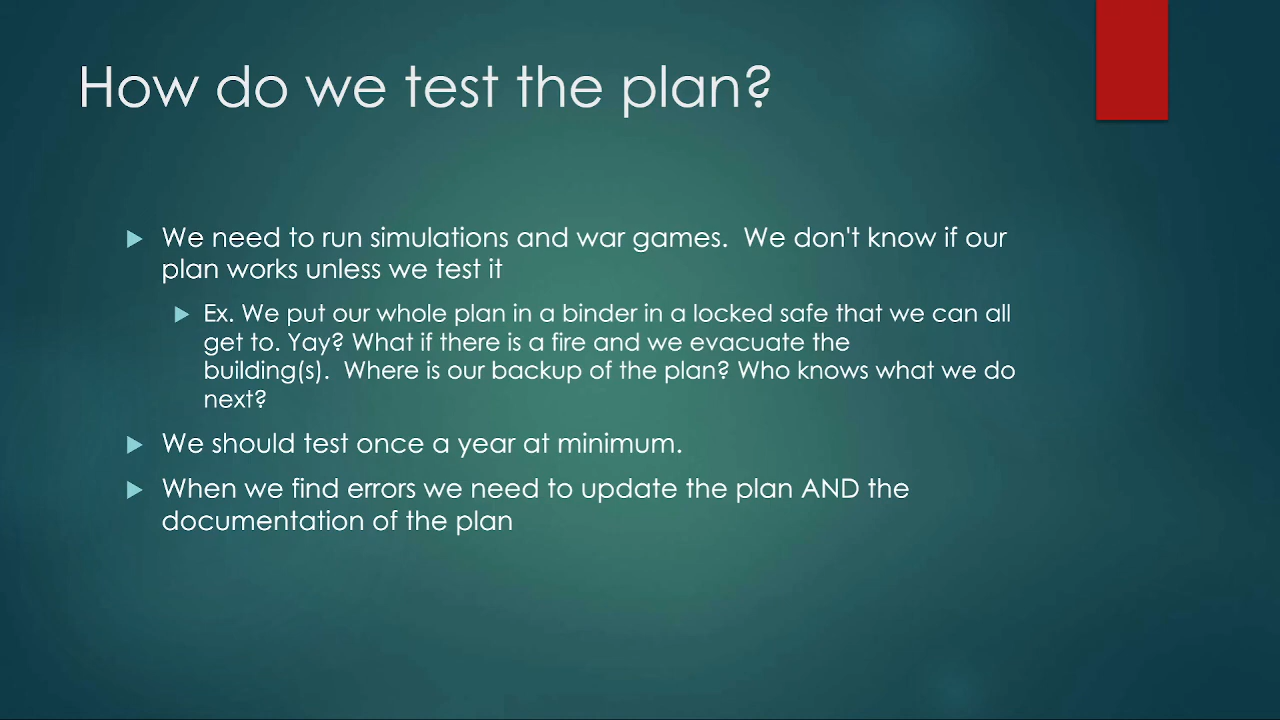 How do we test the plan?
We need to run simulations and war games.  We don't know if our
plan works unless we test it
Ex. We put our whole plan in a binder in a locked safe that we can all
get to. Yay? What if there is a fire and we evacuate the
building(s).  Where is our backup of the plan? Who knows what we do
next?
We should test once a year at minimum.
When we find errors we need to update the plan AND the
documentation of the plan